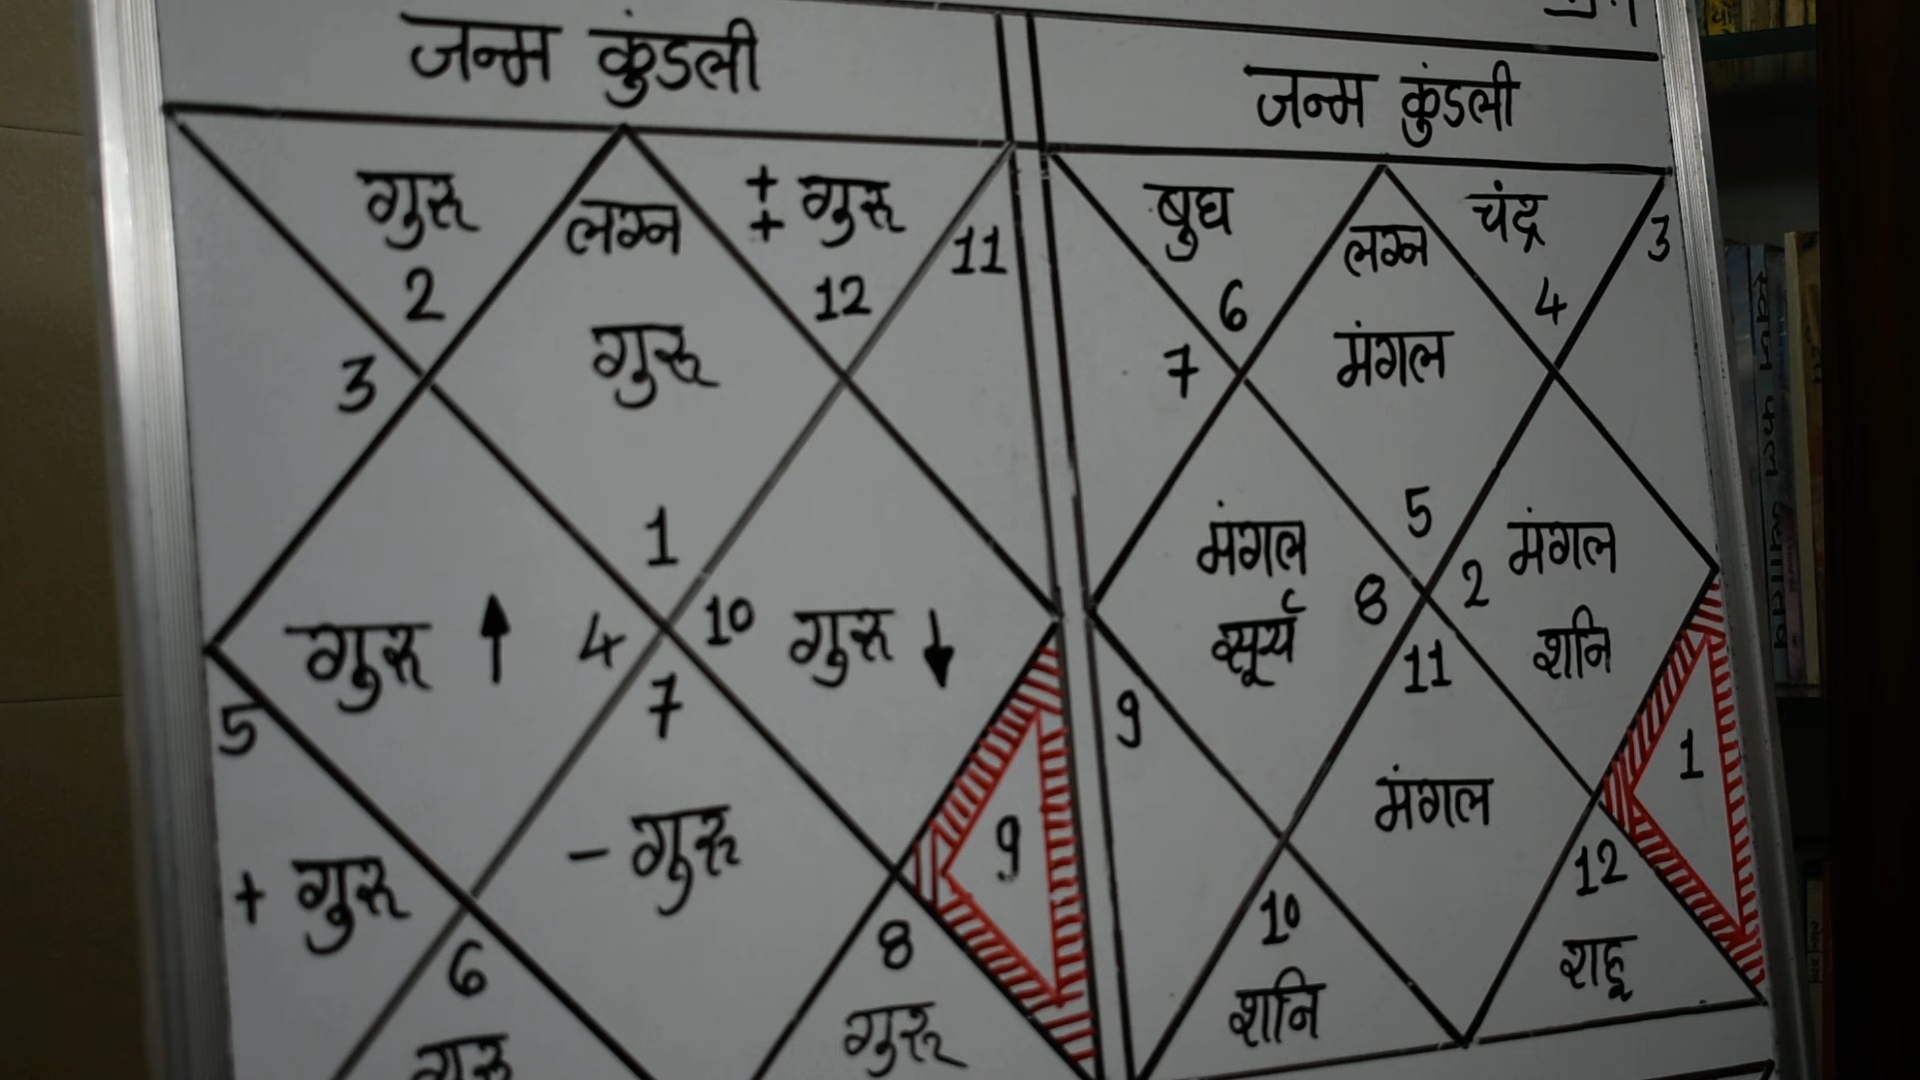 जन्म कुंडली
गुरू
2
लग्न
गुरू
1
++ गुरू
12
11
3
गुरू ↑ 4
10 गुरू ↓
5
+ गुरू
7
- गुरू
9
6
गुरू
8
गुरू
जन्म कुंडली
बुध
6
लग्न
मंगल
5
चंद्र
4
3
7
मंगल
सूर्य
8
2
मंगल
शनि
9
11
मंगल
1
10
शनि
12
राहू